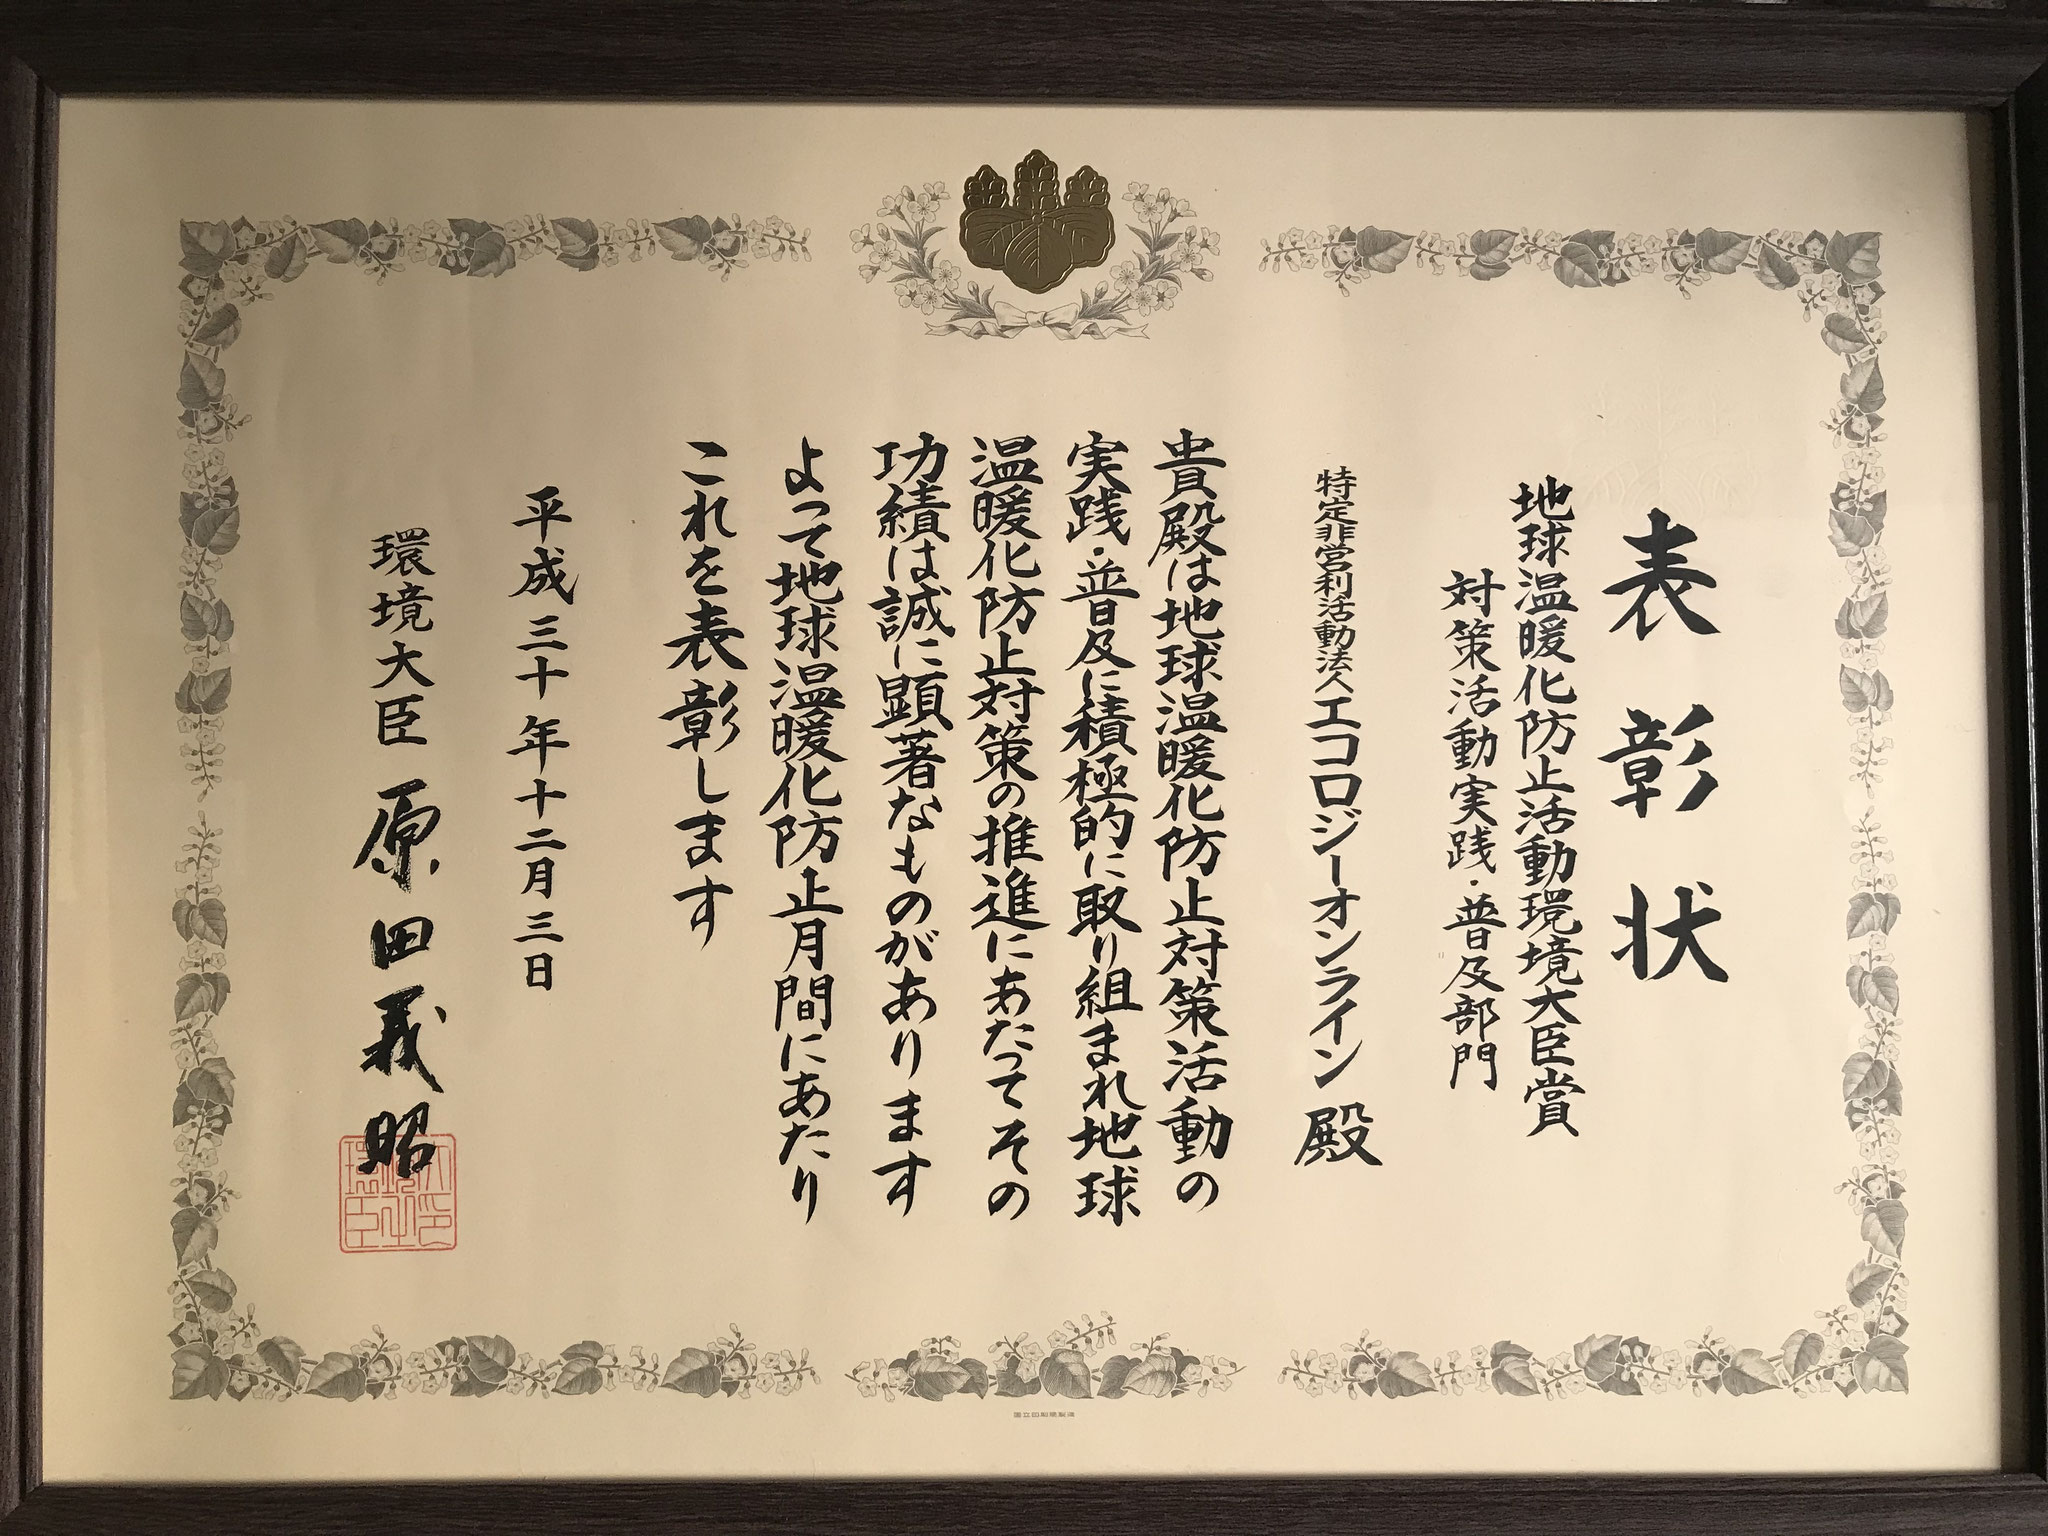 表彰状
地球温暖化防止活動環境大臣賞
対策活動実践・普及部門
特定非営利活動法人エコロジーオンライン殿
貴殿は地球温暖化防止対策活動の
実践・普及に積極的に取り組まれ地球
温暖化防止対策の推進にあたってその
功績は誠に顕著なものがあります
よって地球温暖化防止月間にあたり
これを表彰します
平成三十年十二月三日
環境大臣 原田義昭
国立印刷局製造